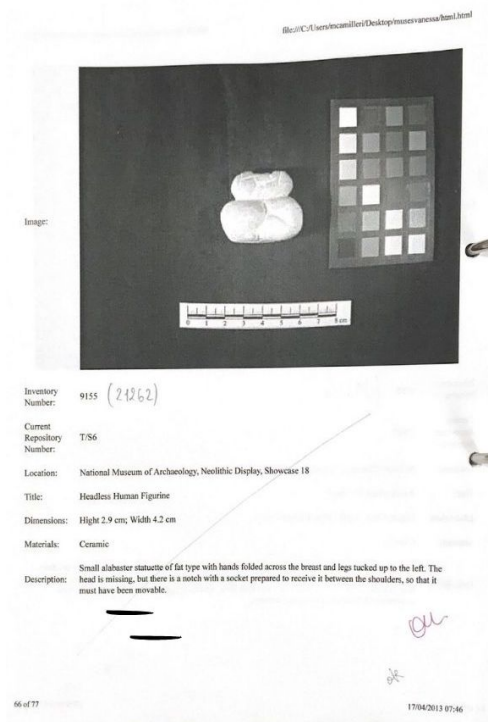 file:///C:/Users/mcamilleri/Desktop/musesvanessa/html.html
Image:
0 1 2 3 4 5 6 7 8 cm
Inventory
Number:
9155 (21262)
Current
Repository
Number:
T/S6
Location: National Museum of Archaeology, Neolithic Display, Showcase 18
Title: Headless Human Figurine
Dimensions: Hight 2.9 cm; Width 4.2 cm
Materials: Ceramic
Description:
Small alabaster statuette of fat type with hands folded across the breast and legs tucked up to the left. The
head is missing, but there is a notch with a socket prepared to receive it between the shoulders, so that it
must have been movable.
ok
66 of 77
17/04/2013 07:46